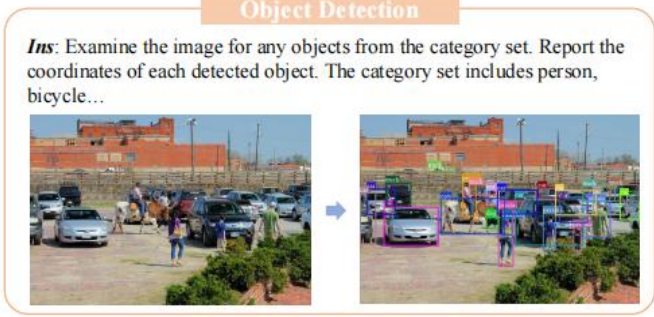 Object Detection
Ins: Examine the image for any objects from the category set. Report the
coordinates of each detected object. The category set includes person,
bicycle…